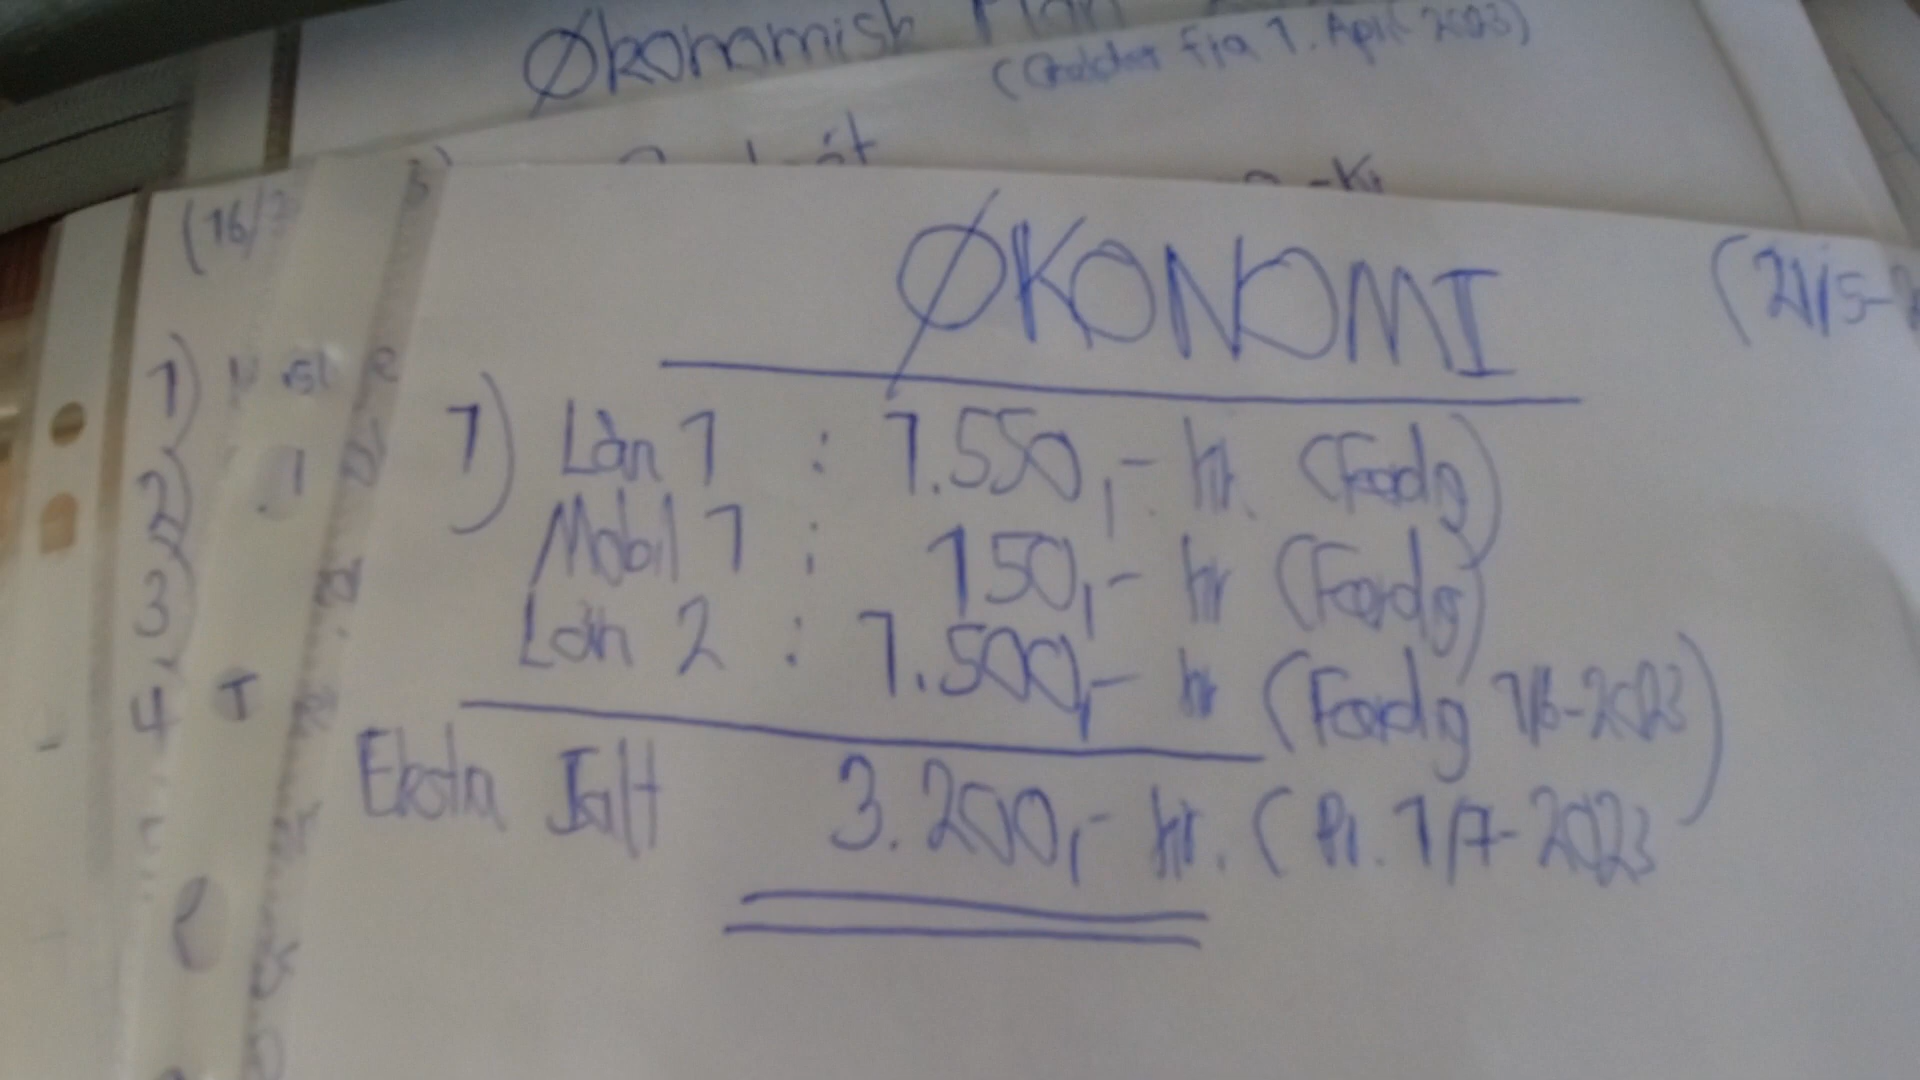 Økonomisk Plan
(Gælder fra 1. April 2023)
-Kr
(16/
ØKONOMI
(21/5-
1) Lån 1 : 1.550,- kr. (Færdig)
Mobil 1 : 150,- kr (Færdig)
Lån 2 : 1.500,- kr (Færdig 1/6-2023)
Ekstra Ialt 3.200,- kr. (Pr. 1/7-2023
1)
2)
3)
4